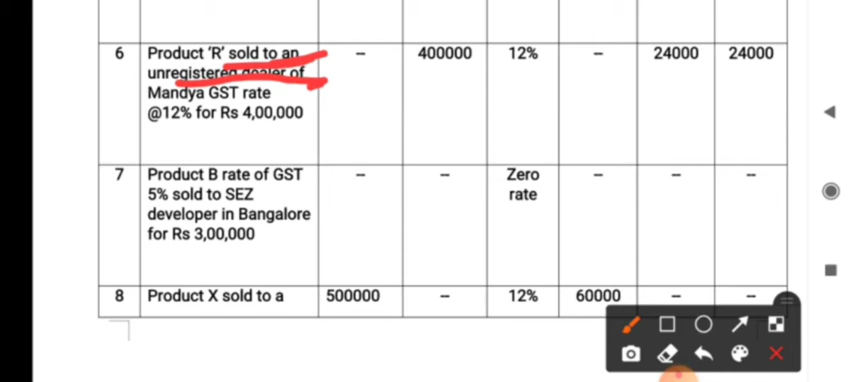 6 Product 'R' sold to an -- 400000 12% -- 24000 24000
unregistered dealer of
Mandya GST rate
@12% for Rs 4,00,000
7 Product B rate of GST -- -- Zero -- -- --
5% sold to SEZ rate
developer in Bangalore
for Rs 3,00,000
8 Product X sold to a 500000 -- 12% 60000 -- --